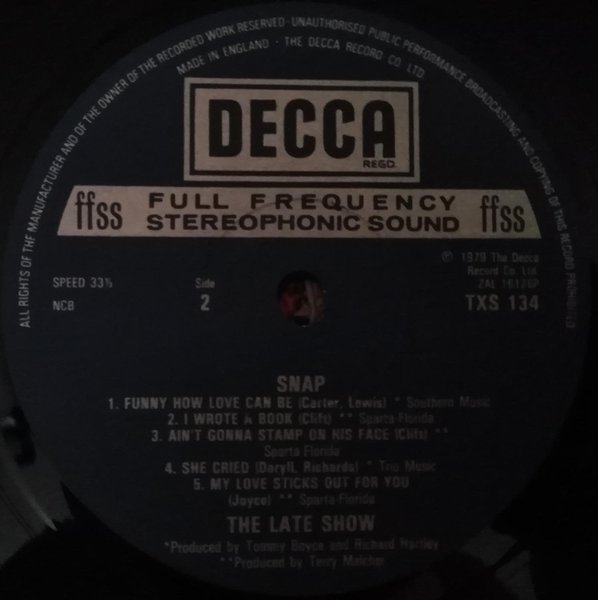 ALL RIGHTS OF THE MANUFACTURER AND OF THE OWNER OF THE RECORDED WORK RESERVED · UNAUTHORISED PUBLIC PERFORMANCE BROADCASTING AND COPYING OF THIS RECORD PROHIBITED
MADE IN ENGLAND · THE DECCA RECORD CO. LTD.
DECCA
REGD.
ffss FULL FREQUENCY ffss
STEREOPHONIC SOUND
℗ 1979 The Decca
Record Co. Ltd.
SPEED 33⅓ Side ZAL
NCB 2 TXS 134
SNAP
1. FUNNY HOW LOVE CAN BE (Carter, Lewis) * Southern Music
2. I WROTE A BOOK (Clift) ** Sparta-Florida
3. AIN'T GONNA STAMP ON HIS FACE (Clift) **
Sparta Florida
4. SHE CRIED (Daryll, Richards) * Trio Music
5. MY LOVE STICKS OUT FOR YOU
(Joyce) ** Sparta-Florida
THE LATE SHOW
*Produced by Tommy Boyce and Richard Hartley
**Produced by Terry Melcher